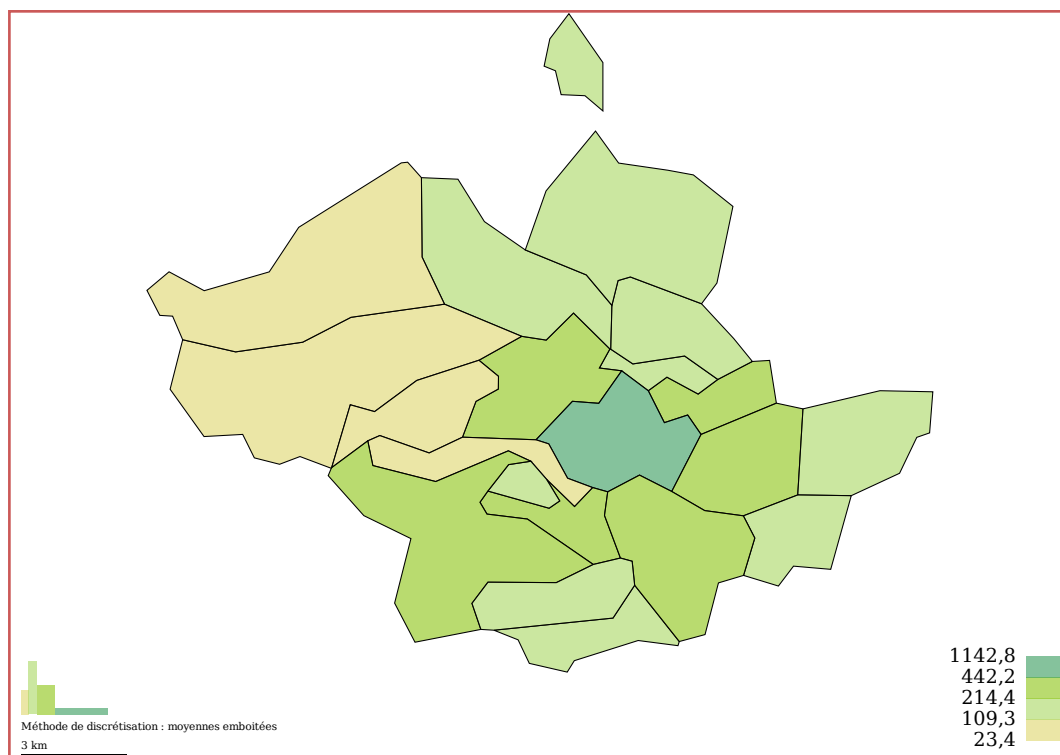 1142,8
442,2
214,4
109,3
23,4
Méthode de discrétisation : moyennes emboitées
3 km